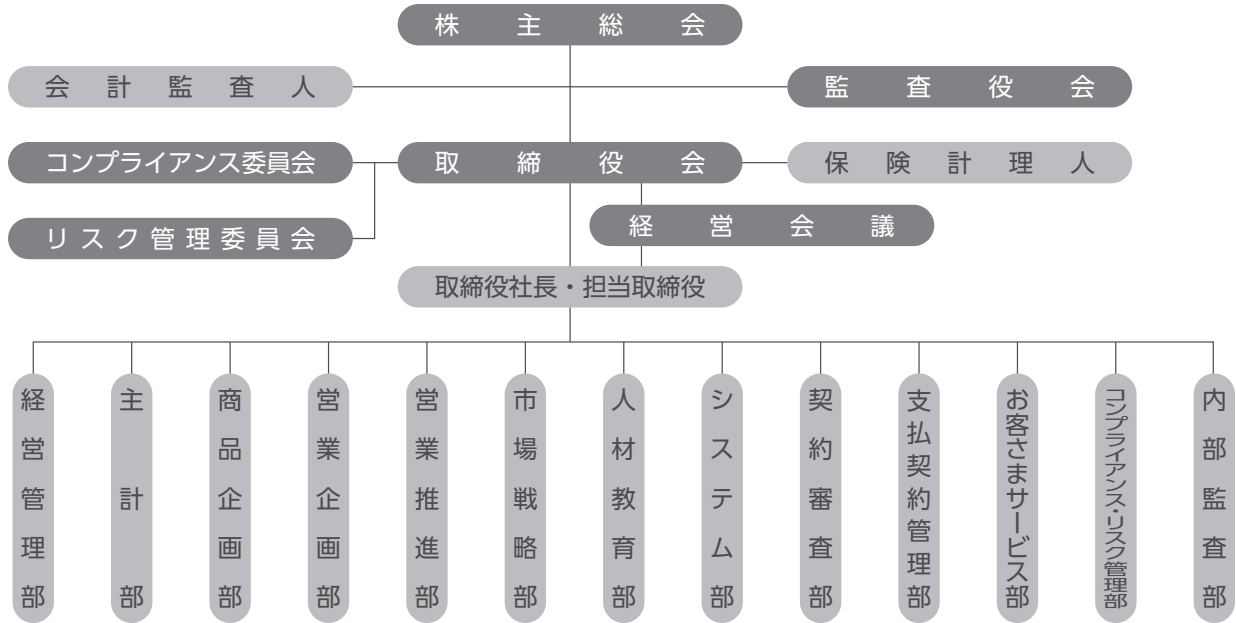 株主総会
会計監査人
監査役会
コンプライアンス委員会
取締役会
保険計理人
リスク管理委員会
経営会議
取締役社長・担当取締役
経営管理部
主計部
商品企画部
営業企画部
営業推進部
市場戦略部
人材教育部
システム部
契約審査部
支払契約管理部
お客さまサービス部
コンプライアンス・リスク管理部
内部監査部